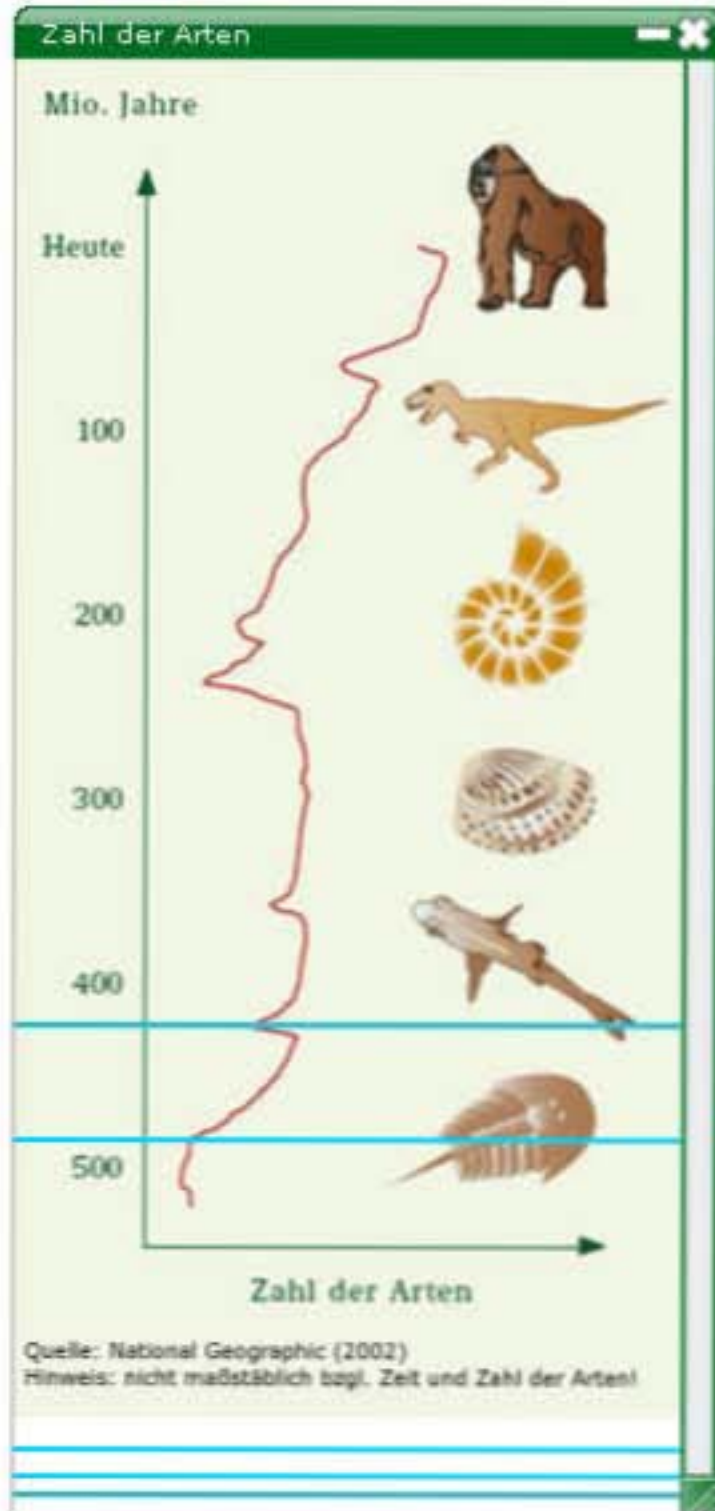 Zahl der Arten
Mio. Jahre
Heute
100
200
300
400
500
Zahl der Arten
Quelle: National Geographic (2002)
Hinweis: nicht maßstäblich bzgl. Zeit und Zahl der Arten!